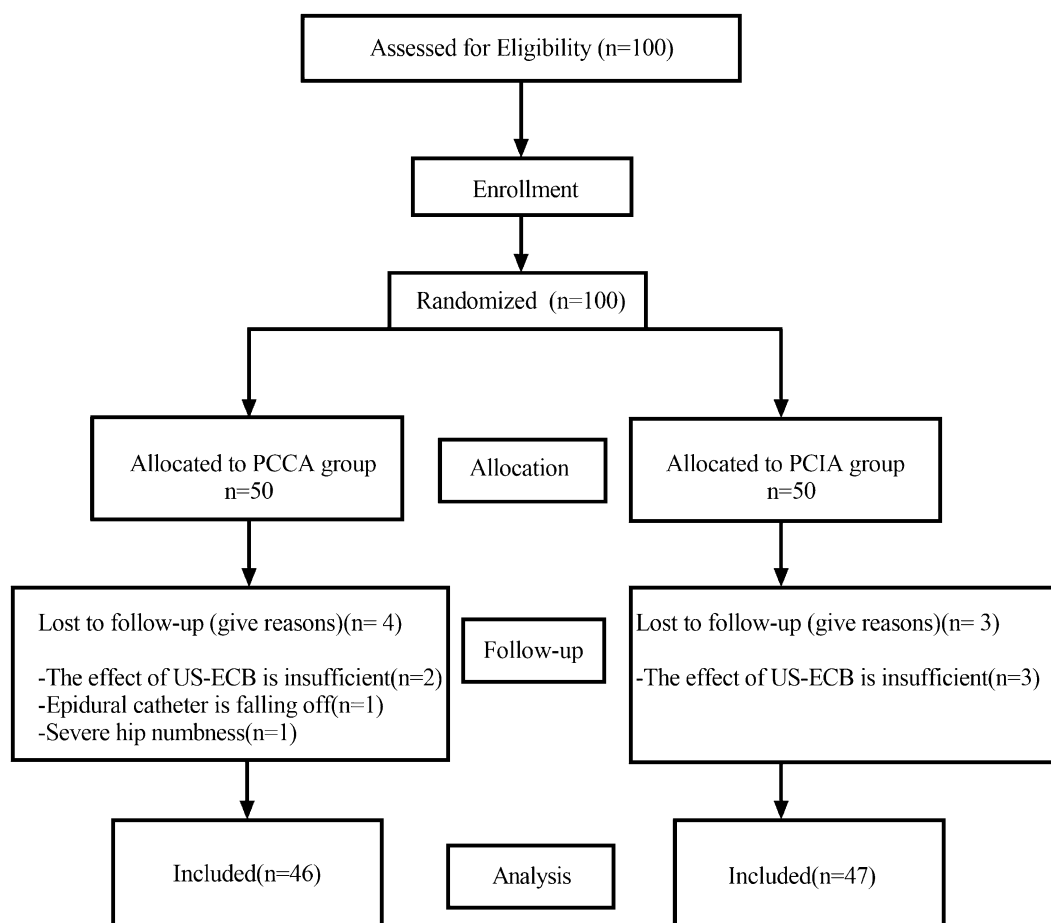 Assessed for Eligibility (n=100)
Enrollment
Randomized (n=100)
Allocated to PCCA group
n=50
Allocation
Allocated to PCIA group
n=50
Lost to follow-up (give reasons)(n= 4)
-The effect of US-ECB is insufficient(n=2)
-Epidural catheter is falling off(n=1)
-Severe hip numbness(n=1)
Follow-up
Lost to follow-up (give reasons)(n= 3)
-The effect of US-ECB is insufficient(n=3)
Included(n=46)
Analysis
Included(n=47)